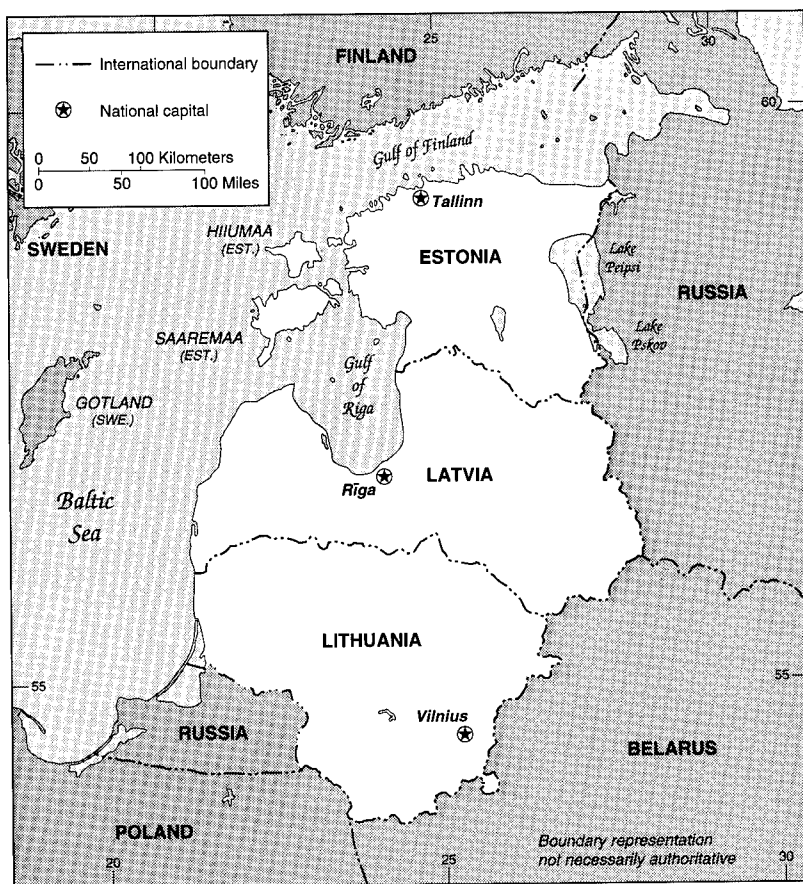 25
30
FINLAND
International boundary
National capital
0 50 100 Kilometers
0 50 100 Miles
60
Gulf of Finland
Tallinn
HIIUMAA
(EST.)
SWEDEN
ESTONIA
Lake
Peipsi
RUSSIA
SAAREMAA
(EST.)
Lake
Pskov
Gulf
of
Riga
GOTLAND
(SWE.)
Rīga
LATVIA
Baltic
Sea
LITHUANIA
55
55
Vilnius
RUSSIA
BELARUS
POLAND
Boundary representation
not necessarily authoritative
20
25
30